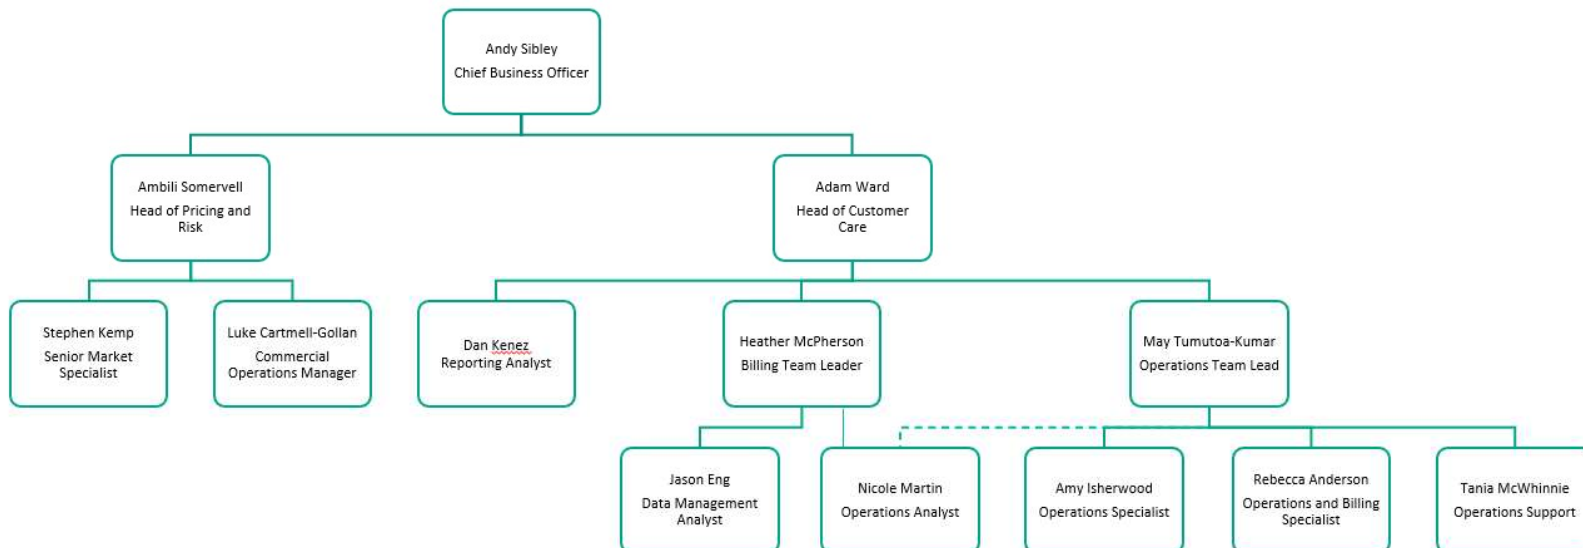 Andy Sibley
Chief Business Officer
Ambili Somervell
Head of Pricing and
Risk
Adam Ward
Head of Customer
Care
Stephen Kemp
Senior Market
Specialist
Luke Cartmell-Gollan
Commercial
Operations Manager
Dan Kenez
Reporting Analyst
Heather McPherson
Billing Team Leader
May Tumutoa-Kumar
Operations Team Lead
Jason Eng
Data Management
Analyst
Nicole Martin
Operations Analyst
Amy Isherwood
Operations Specialist
Rebecca Anderson
Operations and Billing
Specialist
Tania McWhinnie
Operations Support